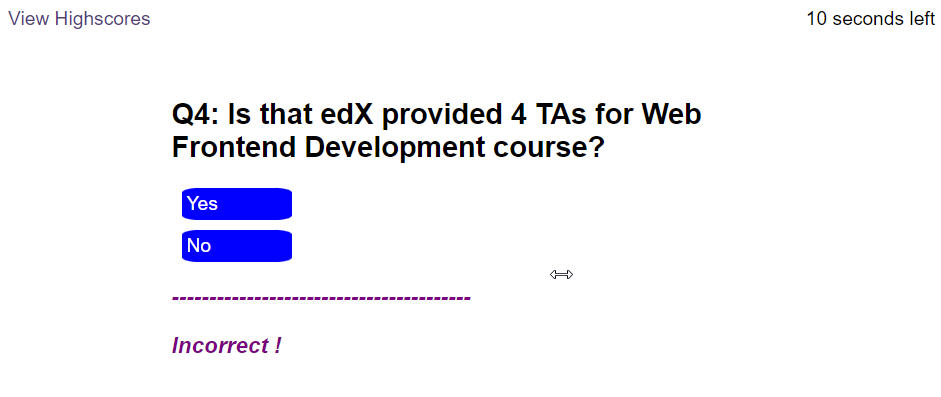 View Highscores
10 seconds left
Q4: Is that edX provided 4 TAs for Web
Frontend Development course?
Yes
No
----------------------------------------
Incorrect !